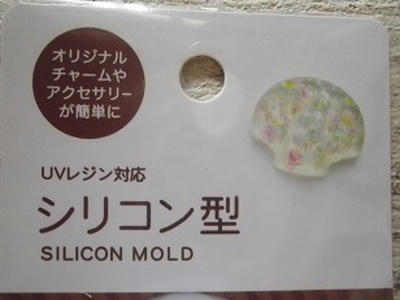 オリジナル
チャームや
アクセサリー
が簡単に
UVレジン対応
シリコン型
SILICON MOLD